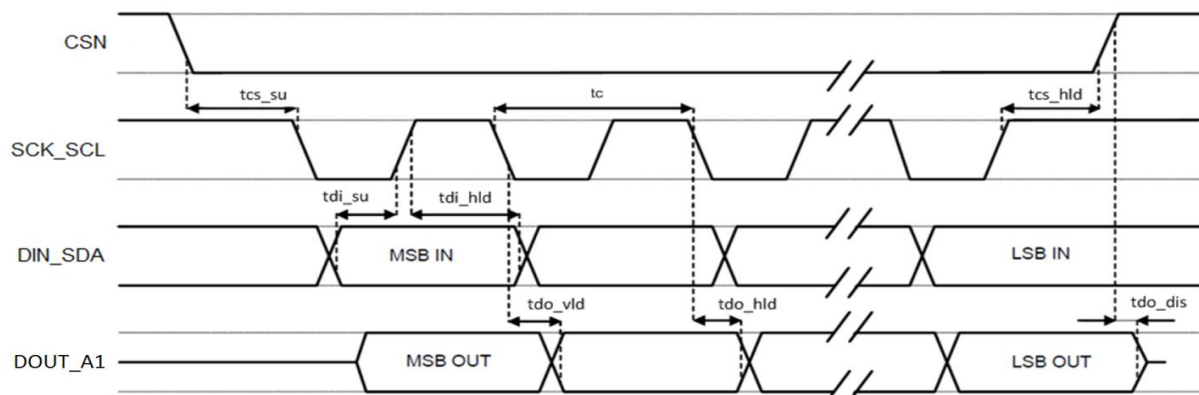 CSN
tcs_su
tc
tcs_hld
SCK_SCL
tdi_su
tdi_hld
DIN_SDA
MSB IN
LSB IN
tdo_vld
tdo_hld
tdo_dis
DOUT_A1
MSB OUT
LSB OUT